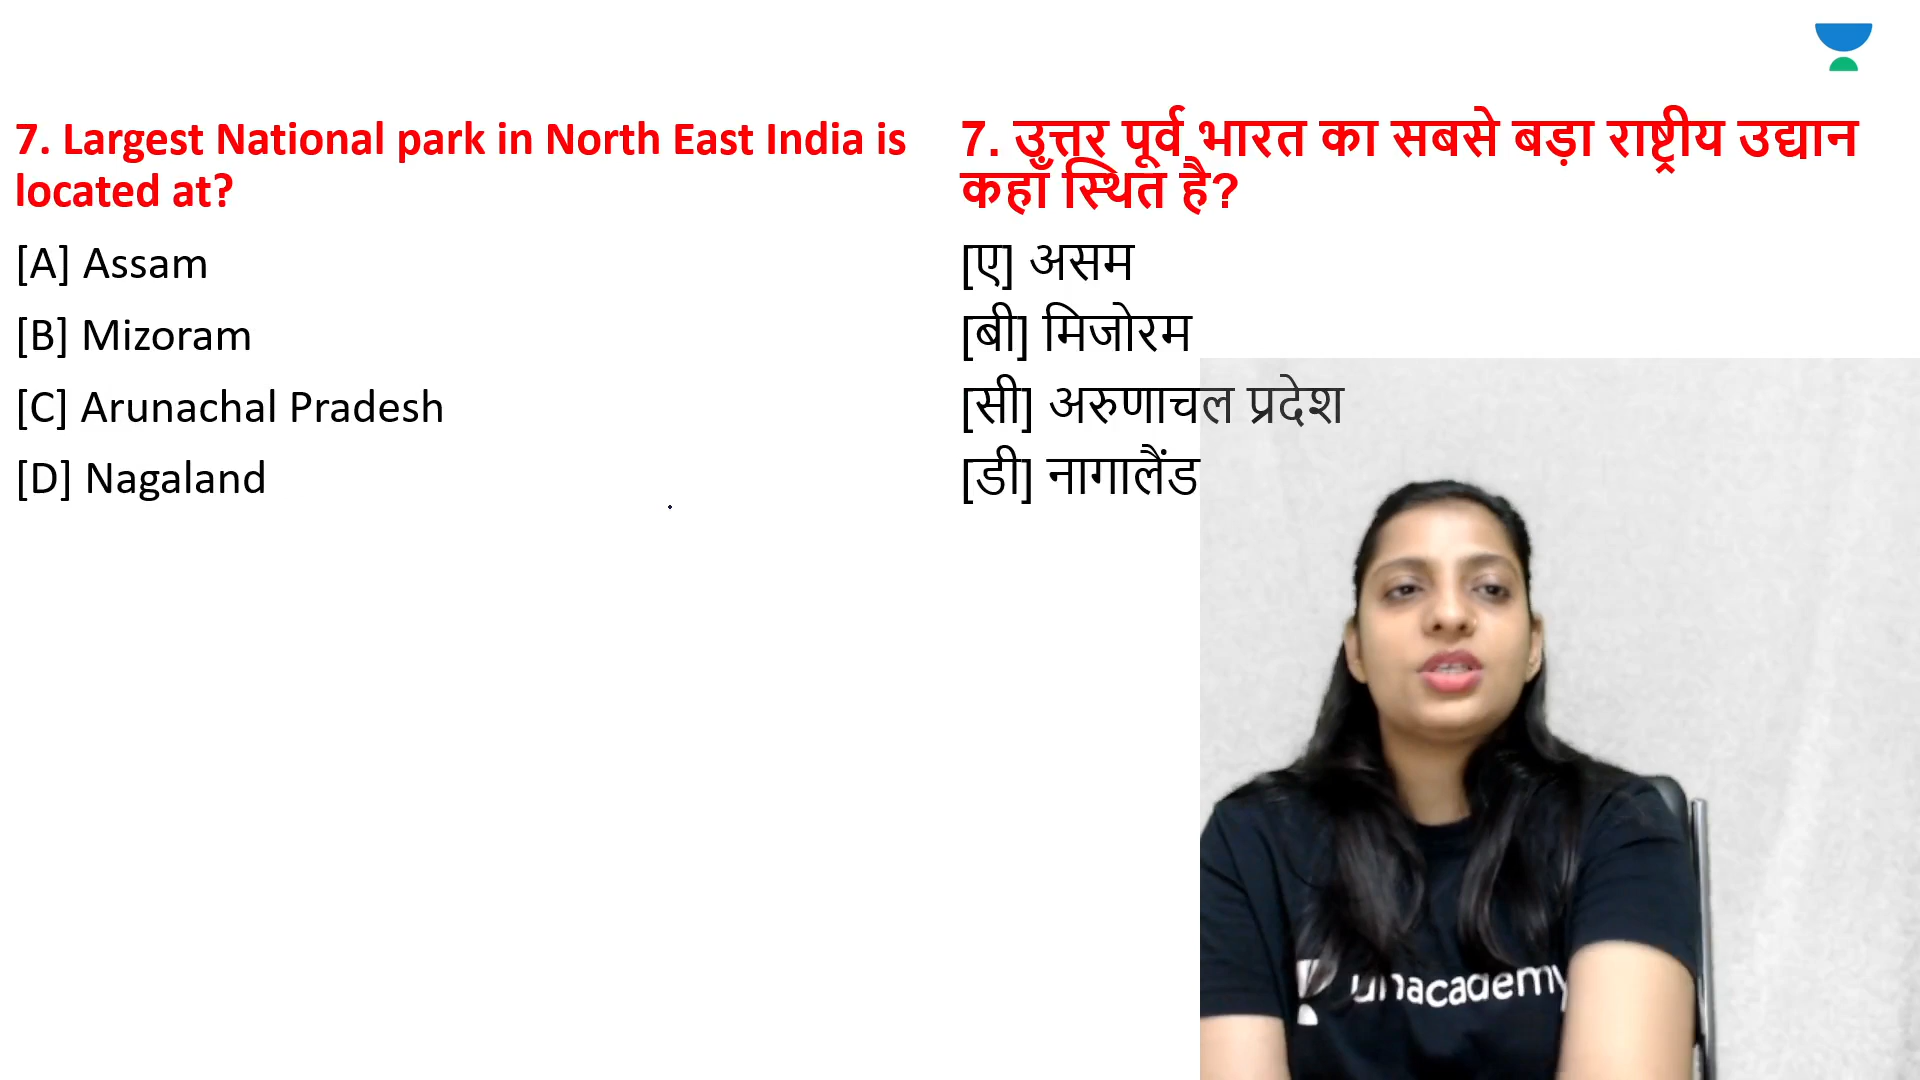 7. Largest National park in North East India is
located at?
[A] Assam
[B] Mizoram
[C] Arunachal Pradesh
[D] Nagaland
7. उत्तर पूर्व भारत का सबसे बड़ा राष्ट्रीय उद्यान
कहाँ स्थित है?
[ए] असम
[बी] मिजोरम
[सी] अरुणाचल प्रदेश
[डी] नागालैंड
unacademy